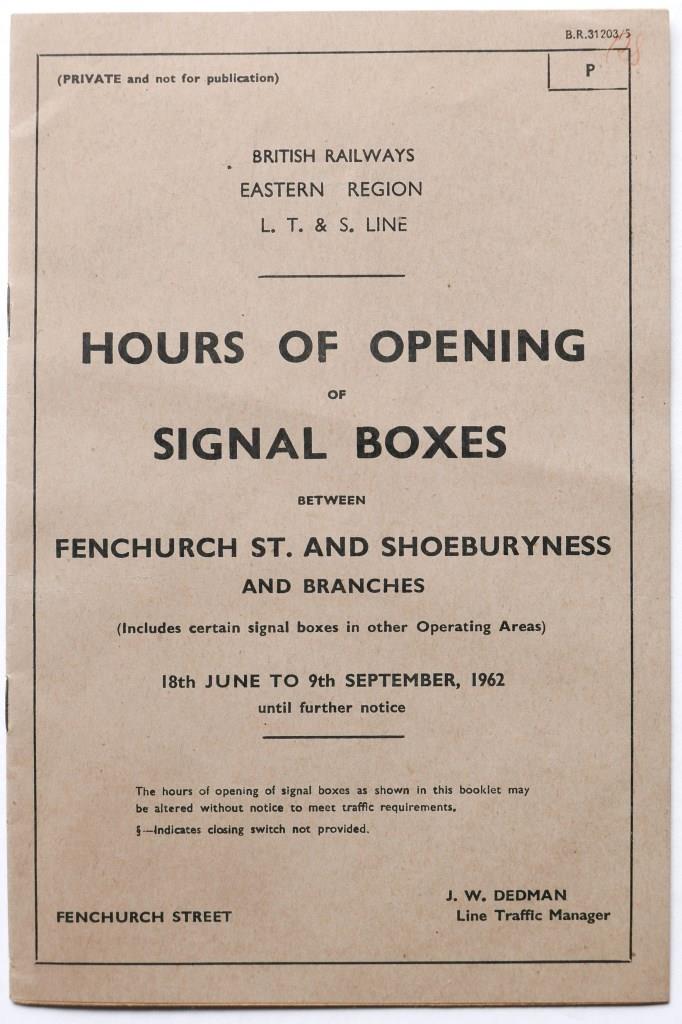 B.R.31203/5
(PRIVATE and not for publication)
P
BRITISH RAILWAYS
EASTERN REGION
L. T. & S. LINE
HOURS OF OPENING
OF
SIGNAL BOXES
BETWEEN
FENCHURCH ST. AND SHOEBURYNESS
AND BRANCHES
(Includes certain signal boxes in other Operating Areas)
18th JUNE TO 9th SEPTEMBER, 1962
until further notice
The hours of opening of signal boxes as shown in this booklet may
be altered without notice to meet traffic requirements.
§—Indicates closing switch not provided.
J. W. DEDMAN
FENCHURCH STREET Line Traffic Manager